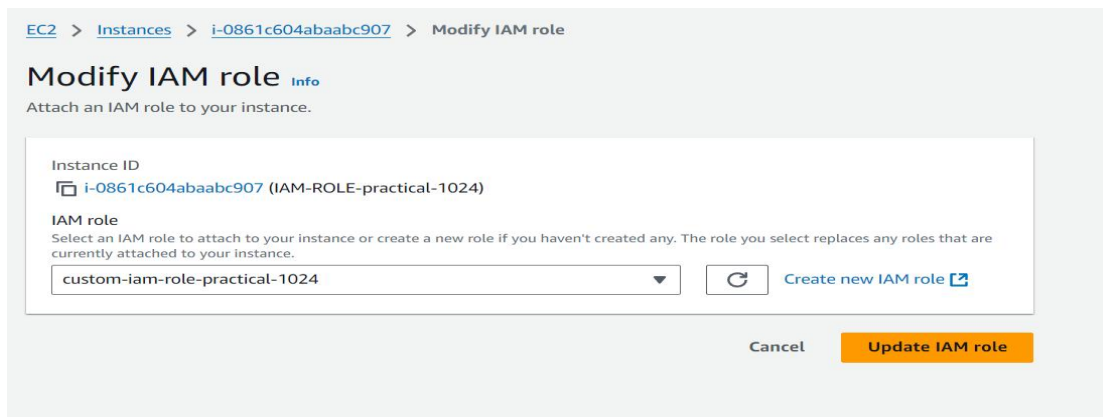 EC2 > Instances > i-0861c604abaabc907 > Modify IAM role
Modify IAM role Info
Attach an IAM role to your instance.
Instance ID
i-0861c604abaabc907 (IAM-ROLE-practical-1024)
IAM role
Select an IAM role to attach to your instance or create a new role if you haven't created any. The role you select replaces any roles that are
currently attached to your instance.
custom-iam-role-practical-1024 Create new IAM role
Cancel Update IAM role